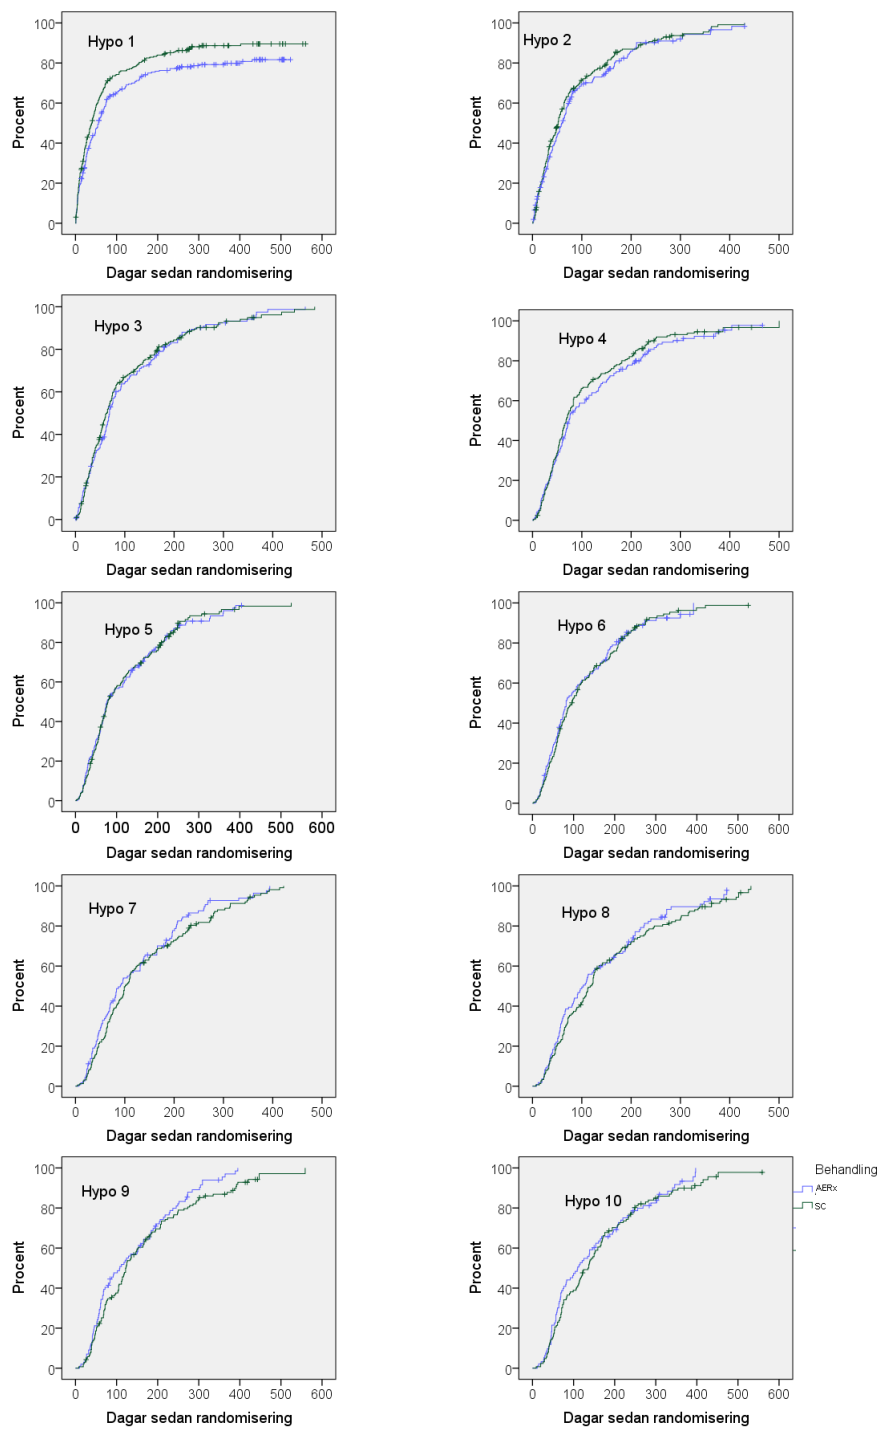 Hypo 1
Procent
100
80
60
40
20
0
0 100 200 300 400 500 600
Dagar sedan randomisering
Hypo 2
Procent
100
80
60
40
20
0
0 100 200 300 400 500
Dagar sedan randomisering
Hypo 3
Procent
100
80
60
40
20
0
0 100 200 300 400 500
Dagar sedan randomisering
Hypo 4
Procent
100
80
60
40
20
0
0 100 200 300 400 500
Dagar sedan randomisering
Hypo 5
Procent
100
80
60
40
20
0
0 100 200 300 400 500 600
Dagar sedan randomisering
Hypo 6
Procent
100
80
60
40
20
0
0 100 200 300 400 500 600
Dagar sedan randomisering
Hypo 7
Procent
100
80
60
40
20
0
0 100 200 300 400 500
Dagar sedan randomisering
Hypo 8
Procent
100
80
60
40
20
0
0 100 200 300 400 500
Dagar sedan randomisering
Hypo 9
Procent
100
80
60
40
20
0
0 100 200 300 400 500 600
Dagar sedan randomisering
Hypo 10
Procent
100
80
60
40
20
0
0 100 200 300 400 500 600
Dagar sedan randomisering
Behandling
AERx
SC